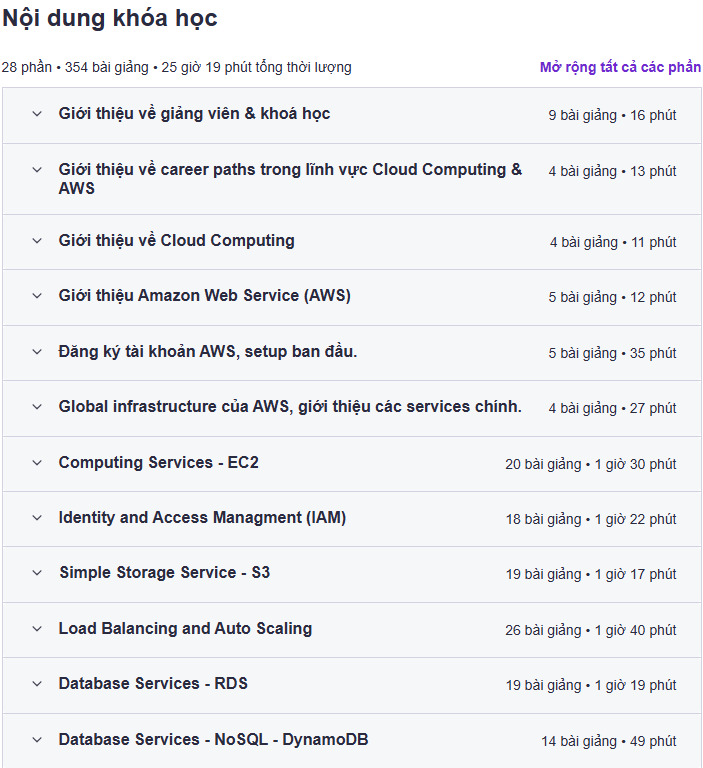 Nội dung khóa học
28 phần • 354 bài giảng • 25 giờ 19 phút tổng thời lượng
Mở rộng tất cả các phần
Giới thiệu về giảng viên & khoá học
9 bài giảng • 16 phút
Giới thiệu về career paths trong lĩnh vực Cloud Computing &
AWS
4 bài giảng • 13 phút
Giới thiệu về Cloud Computing
4 bài giảng • 11 phút
Giới thiệu Amazon Web Service (AWS)
5 bài giảng • 12 phút
Đăng ký tài khoản AWS, setup ban đầu.
5 bài giảng • 35 phút
Global infrastructure của AWS, giới thiệu các services chính.
4 bài giảng • 27 phút
Computing Services - EC2
20 bài giảng • 1 giờ 30 phút
Identity and Access Managment (IAM)
18 bài giảng • 1 giờ 22 phút
Simple Storage Service - S3
19 bài giảng • 1 giờ 17 phút
Load Balancing and Auto Scaling
26 bài giảng • 1 giờ 40 phút
Database Services - RDS
19 bài giảng • 1 giờ 19 phút
Database Services - NoSQL - DynamoDB
14 bài giảng • 49 phút